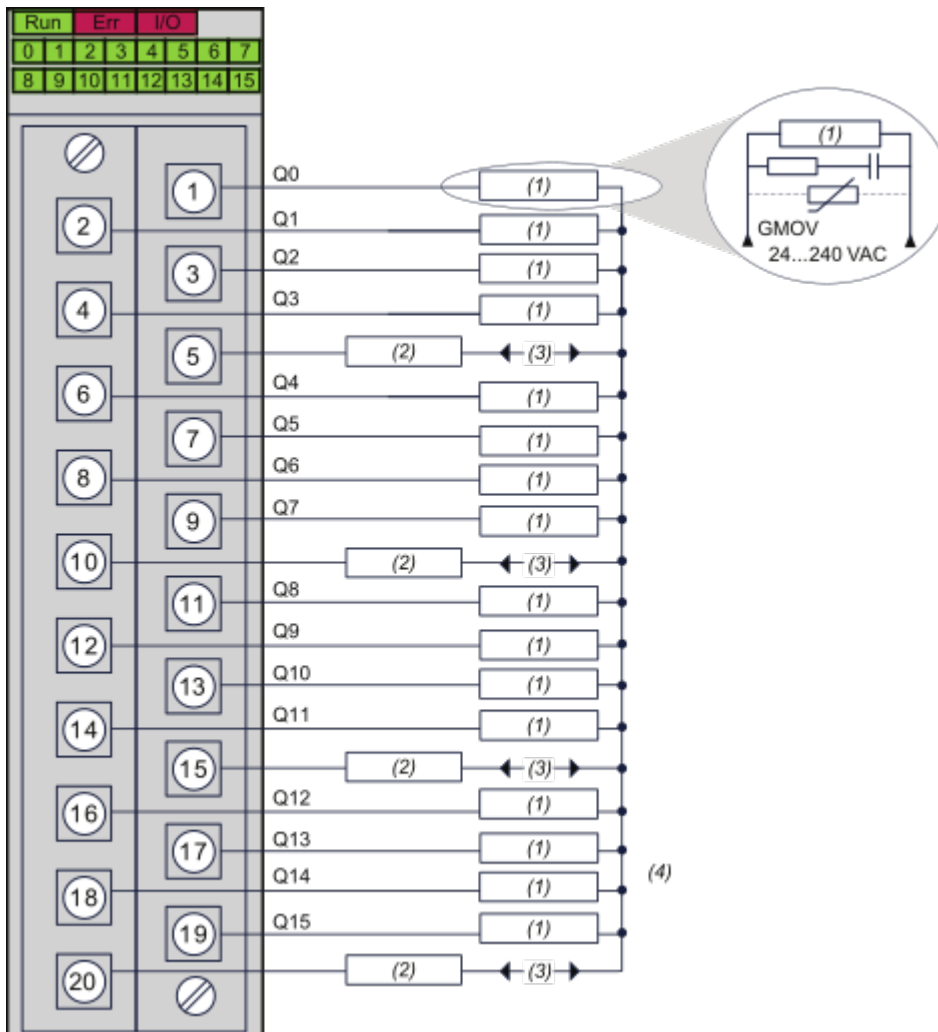 Run Err I/O
0 1 2 3 4 5 6 7
8 9 10 11 12 13 14 15
(1)
GMOV
24...240 VAC
1 Q0 (1)
2 Q1 (1)
3 Q2 (1)
4 Q3 (1)
5 (2) (3)
6 Q4 (1)
7 Q5 (1)
8 Q6 (1)
9 Q7 (1)
10 (2) (3)
11 Q8 (1)
12 Q9 (1)
13 Q10 (1)
14 Q11 (1)
15 (2) (3)
16 Q12 (1)
17 Q13 (1)
(4)
18 Q14 (1)
19 Q15 (1)
20 (2) (3)